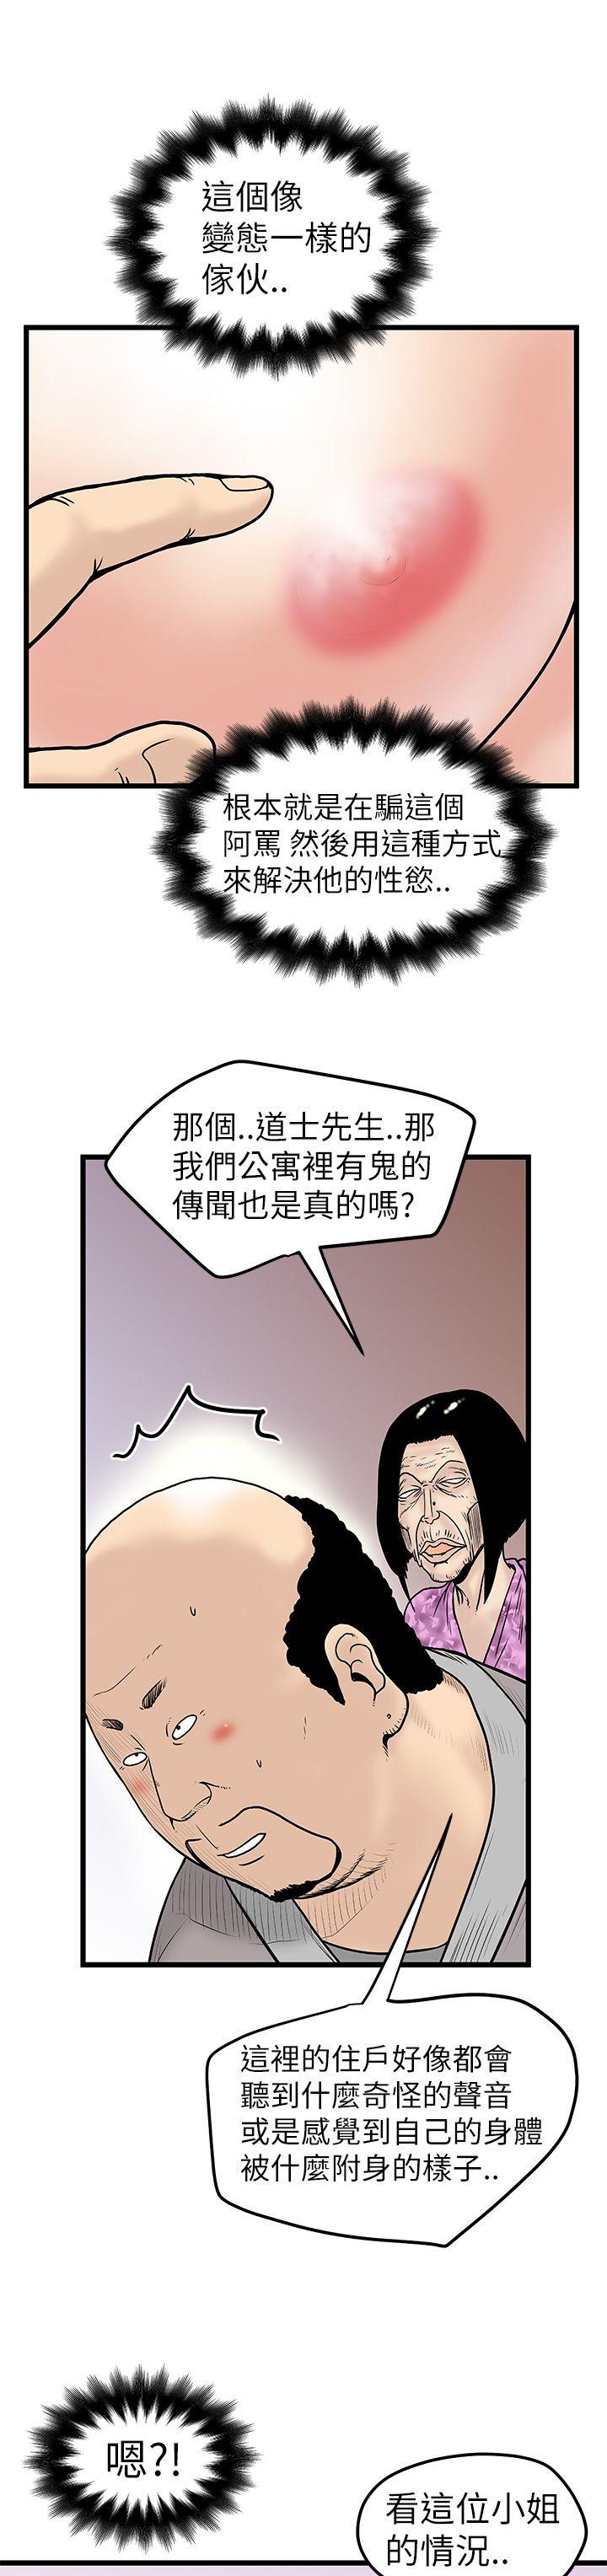 這個像
變態一樣的
傢伙..
根本就是在騙這個
阿罵 然後用這種方式
來解決他的性慾..
那個..道士先生..那
我們公寓裡有鬼的
傳聞也是真的嗎?
這裡的住戶好像都會
聽到什麼奇怪的聲音
或是感覺到自己的身體
被什麼附身的樣子..
嗯?!
看這位小姐
的情況..